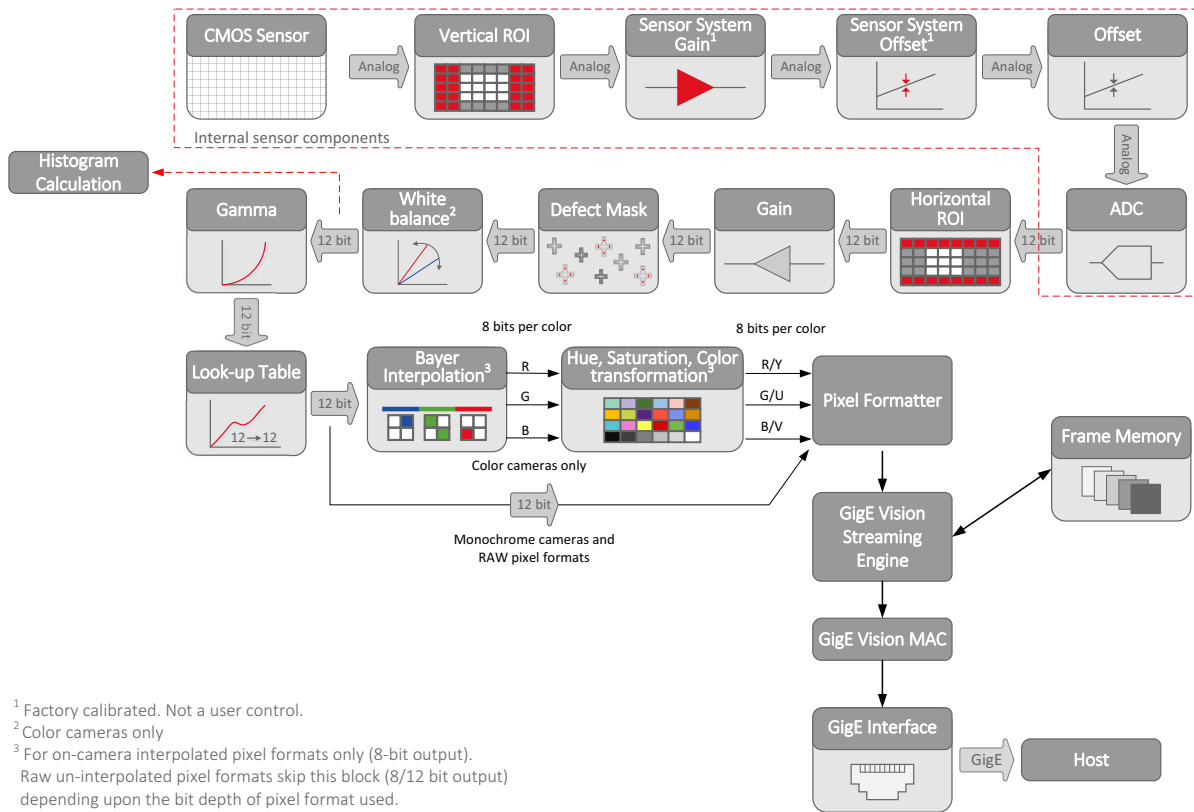 CMOS Sensor
Analog
Vertical ROI
Analog
Sensor System
Gain1
Analog
Sensor System
Offset1
Analog
Offset
Internal sensor components
Analog
Histogram
Calculation
Gamma
12 bit
White
balance2
12 bit
Defect Mask
12 bit
Gain
12 bit
Horizontal
ROI
12 bit
ADC
12 bit
8 bits per color
8 bits per color
Look-up Table
12→12
12 bit
Bayer
Interpolation3
R
G
B
Hue, Saturation, Color
transformation3
R/Y
G/U
B/V
Pixel Formatter
Color cameras only
12 bit
Monochrome cameras and
RAW pixel formats
Frame Memory
GigE Vision
Streaming
Engine
GigE Vision MAC
GigE Interface
GigE
Host
1 Factory calibrated. Not a user control.
2 Color cameras only
3 For on-camera interpolated pixel formats only (8-bit output).
Raw un-interpolated pixel formats skip this block (8/12 bit output)
depending upon the bit depth of pixel format used.